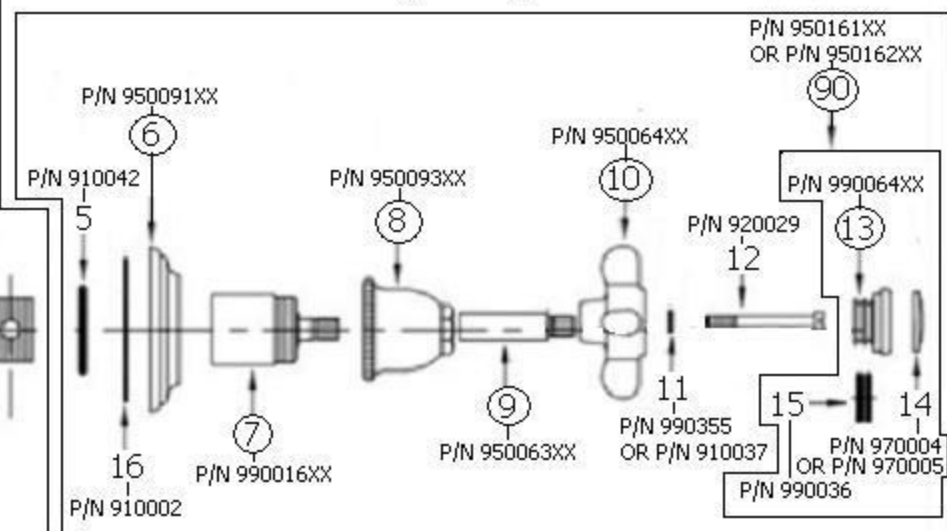 P/N 950161XX
OR P/N 950162XX
90
P/N 950091XX
6
P/N 950064XX
10
P/N 910042
5
P/N 950093XX
8
P/N 990064XX
13
P/N 920029
12
7
P/N 990016XX
9
P/N 950063XX
11
P/N 990355
OR P/N 910037
15
14
P/N 970004
OR P/N 970005
P/N 990036
16
P/N 910002